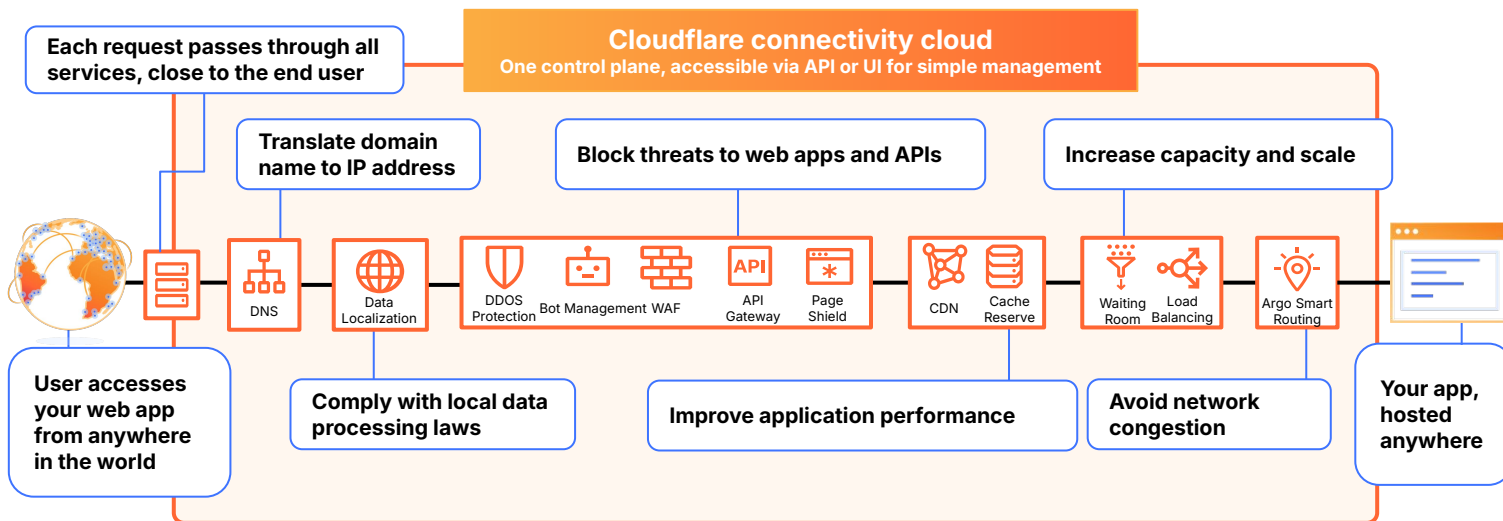 Cloudflare connectivity cloud
One control plane, accessible via API or UI for simple management
Each request passes through all
services, close to the end user
Translate domain
name to IP address
Block threats to web apps and APIs
Increase capacity and scale
DNS
Data
Localization
DDOS
Protection
Bot Management
WAF
API
API
Gateway
Page
Shield
CDN
Cache
Reserve
Waiting
Room
Load
Balancing
Argo Smart
Routing
User accesses
your web app
from anywhere
in the world
Comply with local data
processing laws
Improve application performance
Avoid network
congestion
Your app,
hosted
anywhere